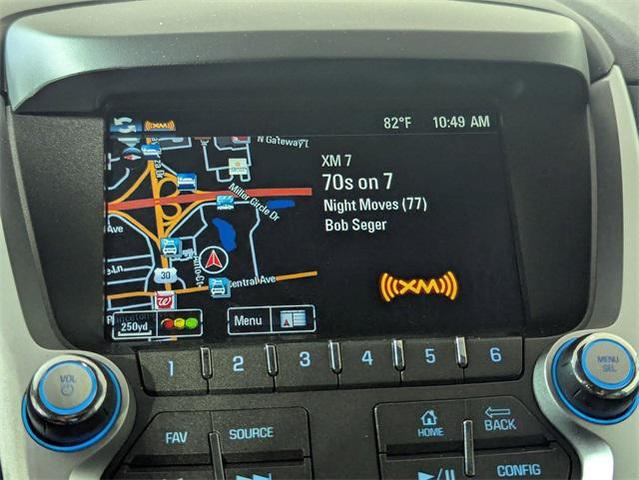 XM
82°F 10:49 AM
N Gateway
XM 7
70s on 7
Night Moves (77)
Bob Seger
Miller Circle Dr
Ave
30
Central Ave
XM
W
Princeton
250yd
Menu
1 2 3 4 5 6
VOL
MENU
SEL
FAV
SOURCE
HOME
BACK
CONFIG